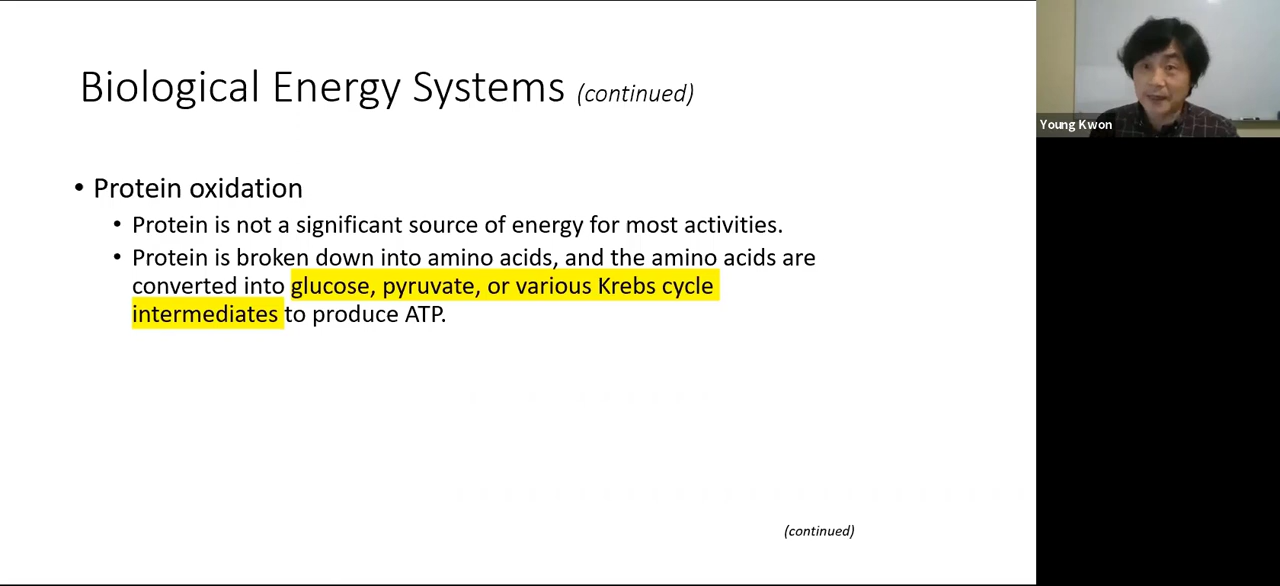 Biological Energy Systems (continued)
Young Kwon
• Protein oxidation
• Protein is not a significant source of energy for most activities.
• Protein is broken down into amino acids, and the amino acids are
converted into glucose, pyruvate, or various Krebs cycle
intermediates to produce ATP.
(continued)